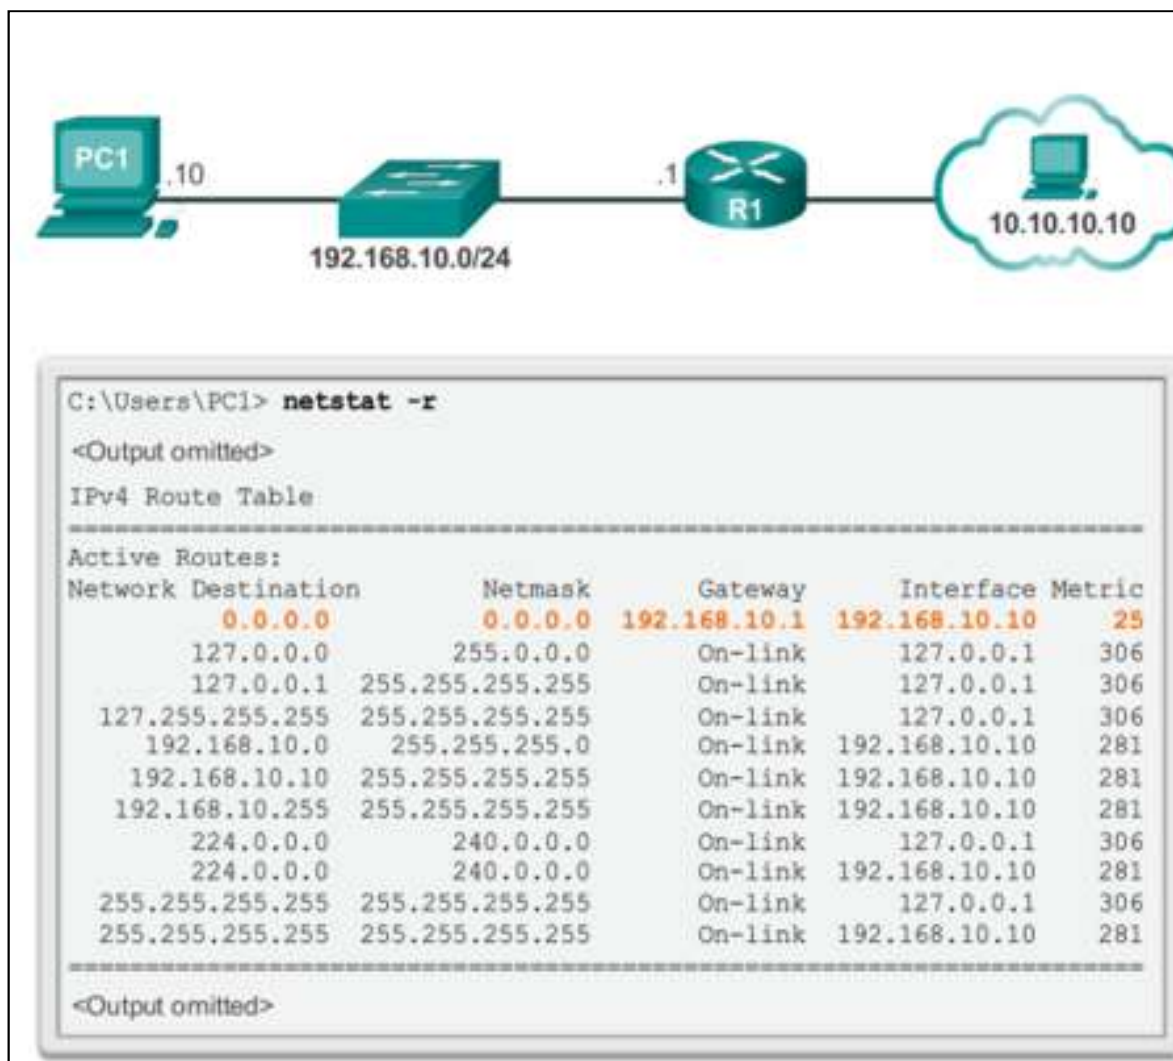 PC1
.10
192.168.10.0/24
.1
R1
10.10.10.10
C:\Users\PC1> netstat -r
<Output omitted>
IPv4 Route Table
===========================================================================
Active Routes:
Network Destination Netmask Gateway Interface Metric
0.0.0.0 0.0.0.0 192.168.10.1 192.168.10.10 25
127.0.0.0 255.0.0.0 On-link 127.0.0.1 306
127.0.0.1 255.255.255.255 On-link 127.0.0.1 306
127.255.255.255 255.255.255.255 On-link 127.0.0.1 306
192.168.10.0 255.255.255.0 On-link 192.168.10.10 281
192.168.10.10 255.255.255.255 On-link 192.168.10.10 281
192.168.10.255 255.255.255.255 On-link 192.168.10.10 281
224.0.0.0 240.0.0.0 On-link 127.0.0.1 306
224.0.0.0 240.0.0.0 On-link 192.168.10.10 281
255.255.255.255 255.255.255.255 On-link 127.0.0.1 306
255.255.255.255 255.255.255.255 On-link 192.168.10.10 281
===========================================================================
<Output omitted>